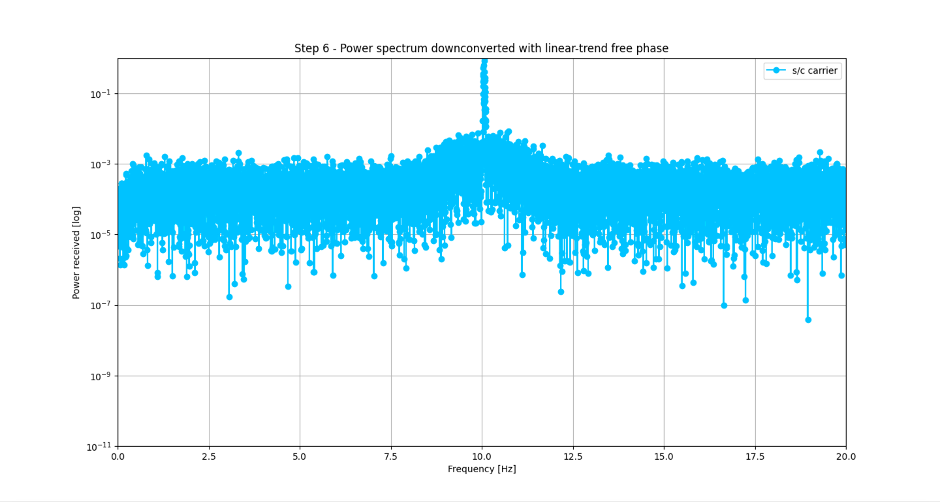 Step 6 - Power spectrum downconverted with linear-trend free phase
s/c carrier
10⁻¹
10⁻³
10⁻⁵
10⁻⁷
10⁻⁹
10⁻¹¹
Power received [log]
0.0 2.5 5.0 7.5 10.0 12.5 15.0 17.5 20.0
Frequency [Hz]